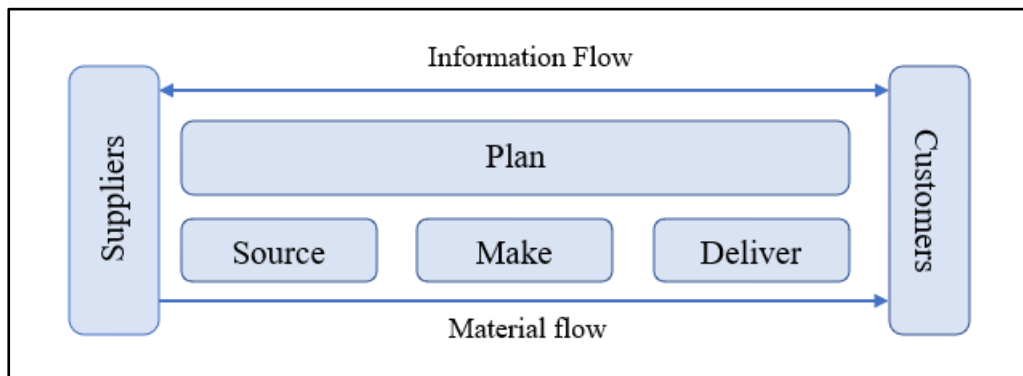 Information Flow
Suppliers
Plan
Customers
Source
Make
Deliver
Material flow